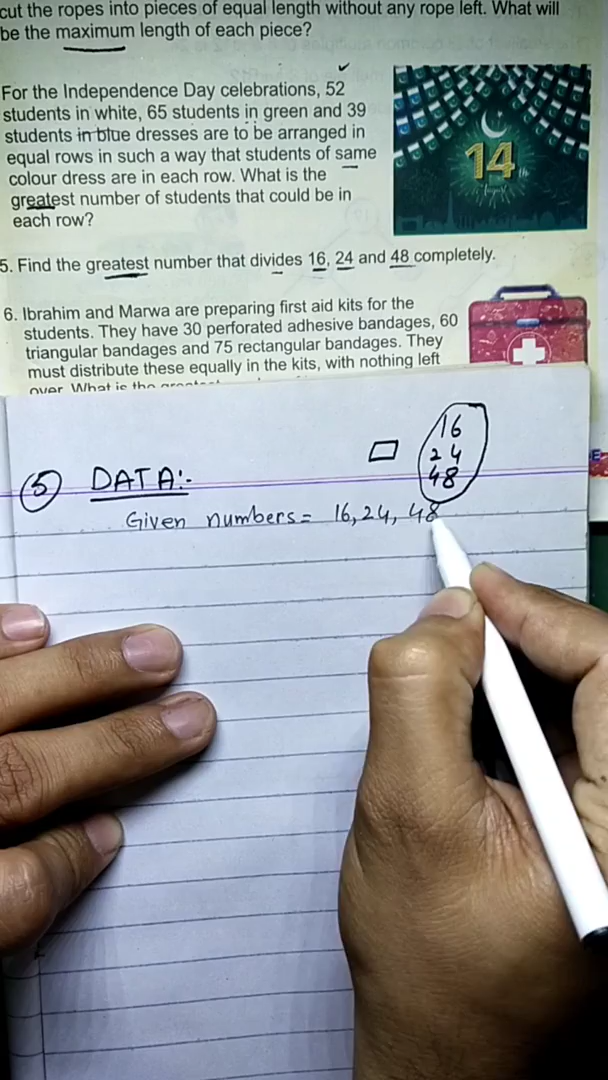 cut the ropes into pieces of equal length without any rope left. What will
be the maximum length of each piece?
For the Independence Day celebrations, 52
students in white, 65 students in green and 39
students in blue dresses are to be arranged in
equal rows in such a way that students of same
colour dress are in each row. What is the
greatest number of students that could be in
each row?
14
5. Find the greatest number that divides 16, 24 and 48 completely.
6. Ibrahim and Marwa are preparing first aid kits for the
students. They have 30 perforated adhesive bandages, 60
triangular bandages and 75 rectangular bandages. They
must distribute these equally in the kits, with nothing left
over. What is the
16
24
48
5 DATA:-
Given numbers= 16,24, 48